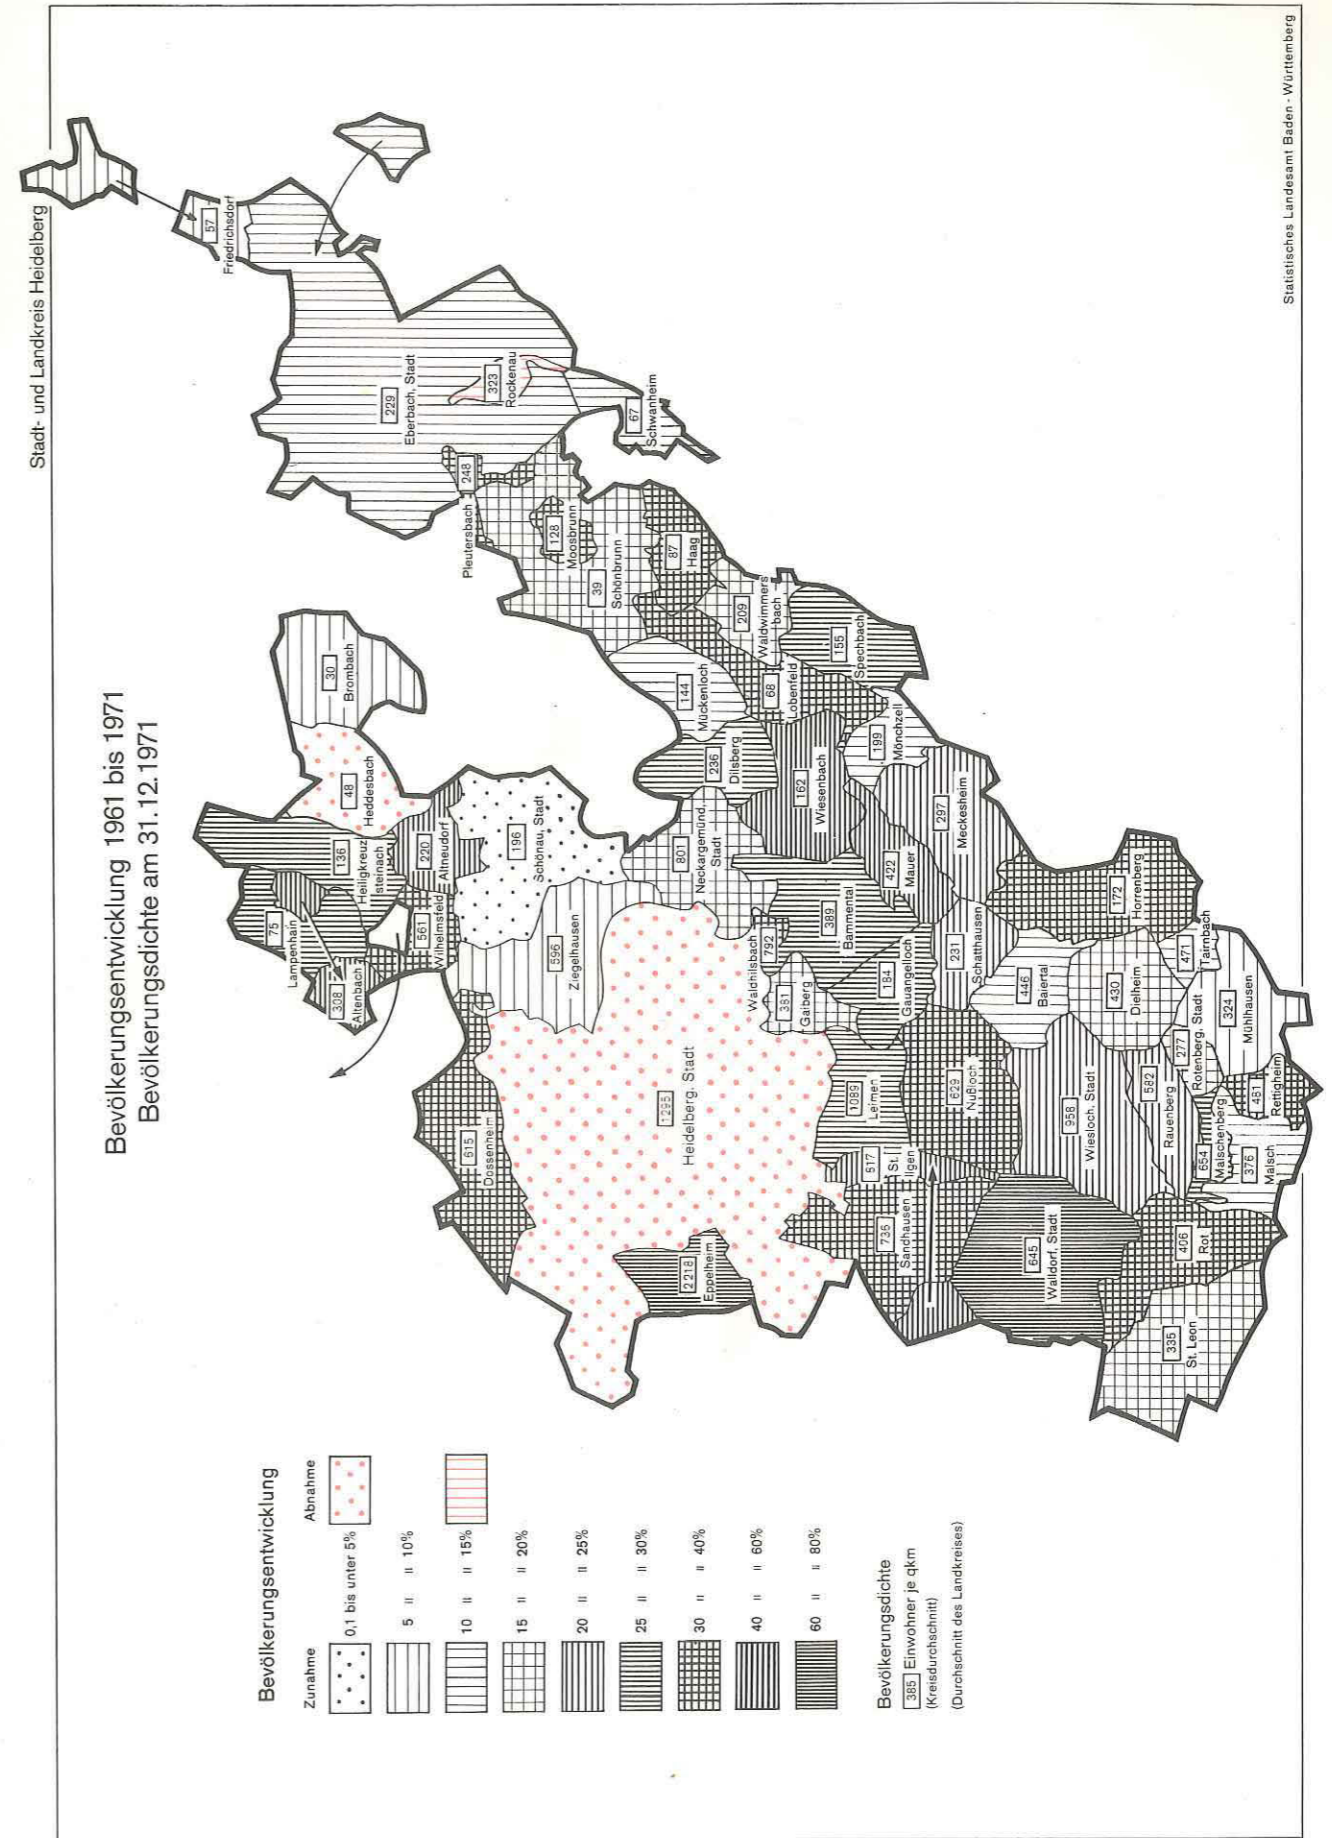 Stadt- und Landkreis Heidelberg
Bevölkerungsentwicklung 1961 bis 1971
Bevölkerungsdichte am 31.12.1971
57
Friedrichsdorf
229
Eberbach, Stadt
323
Rockenau
67
Schwanheim
248
Pleutersbach
128
Moosbrunn
39
Schönbrunn
87
Haag
209
Waldwimmers
bach
155
Spechbach
68
Lobenfeld
144
Mückenloch
199
Mönchzell
236
Dilsberg
162
Wiesenbach
297
Meckesheim
30
Brombach
48
Heddesbach
136
Heiligkreuz
steinach
220
Altneudorf
196
Schönau, Stadt
75
Lampenhain
308
Altenbach
561
Wilhelmsfeld
596
Ziegelhausen
801
Neckargemünd,
Stadt
422
Mauer
389
Bammental
792
Waldhilsbach
381
Gaiberg
184
Gauangelloch
231
Schatthausen
172
Horrenberg
446
Baiertal
430
Dielheim
471
Tairnbach
324
Mühlhausen
277
Rotenberg, Stadt
481
Rettigheim
582
Rauenberg
654
Malschenberg
376
Malsch
958
Wiesloch, Stadt
629
Nußloch
1089
Leimen
517
St.
Ilgen
735
Sandhausen
645
Walldorf, Stadt
406
Rot
335
St. Leon
615
Dossenheim
1295
Heidelberg, Stadt
2218
Eppelheim
Bevölkerungsentwicklung
Zunahme Abnahme
0,1 bis unter 5%
5 " " 10%
10 " " 15%
15 " " 20%
20 " " 25%
25 " " 30%
30 " " 40%
40 " " 60%
60 " " 80%
Bevölkerungsdichte
385 Einwohner je qkm
(Kreisdurchschnitt)
(Durchschnitt des Landkreises)
Statistisches Landesamt Baden - Württemberg